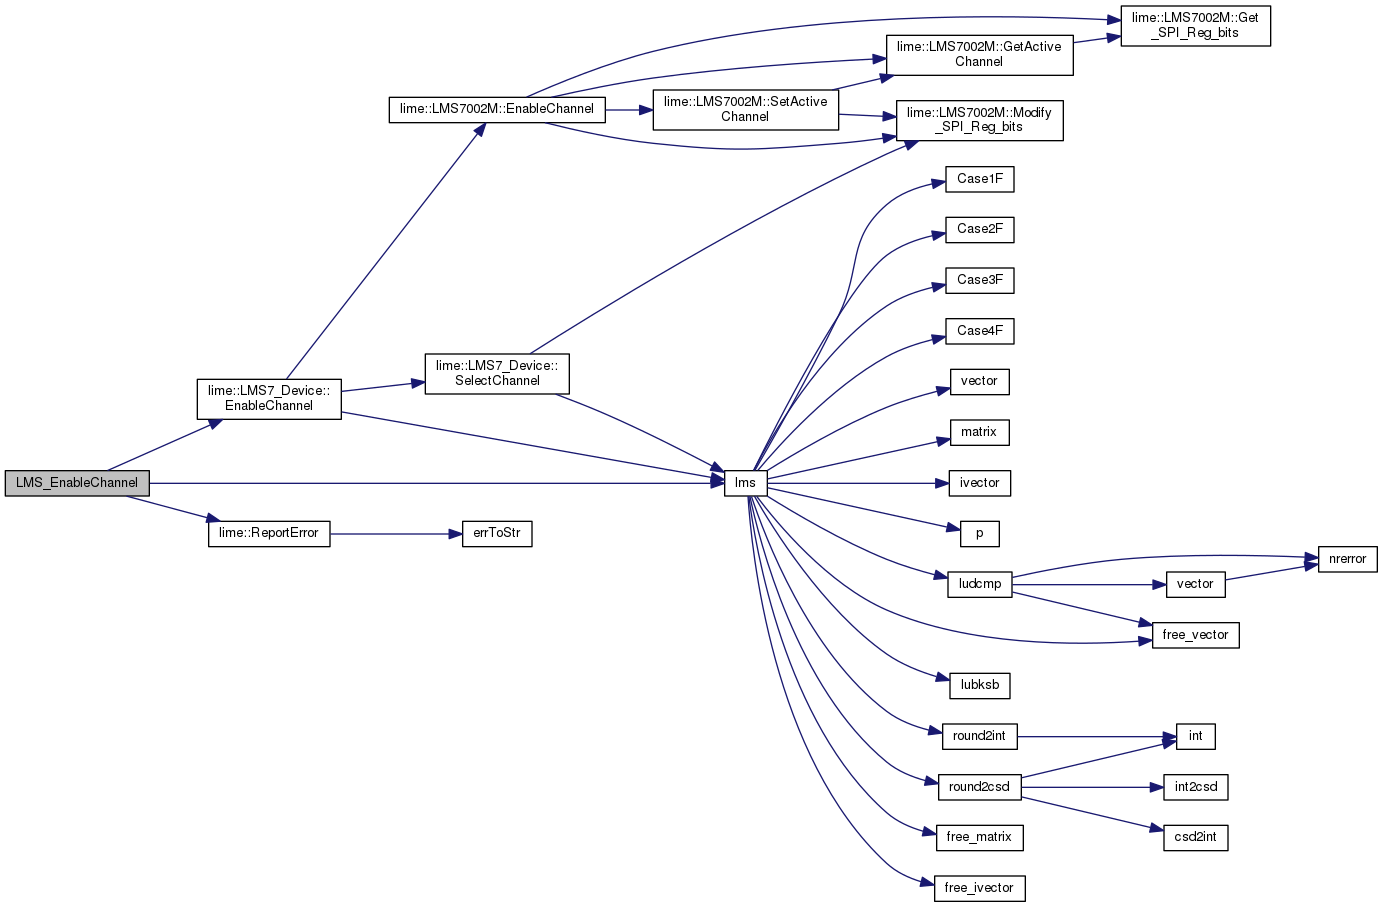 lime::LMS7002M::Get
_SPI_Reg_bits
lime::LMS7002M::GetActive
Channel
lime::LMS7002M::EnableChannel
lime::LMS7002M::SetActive
Channel
lime::LMS7002M::Modify
_SPI_Reg_bits
Case1F
Case2F
Case3F
Case4F
lime::LMS7_Device::
SelectChannel
vector
lime::LMS7_Device::
EnableChannel
matrix
LMS_EnableChannel
lms
ivector
lime::ReportError
errToStr
p
nrerror
ludcmp
vector
free_vector
lubksb
round2int
int
round2csd
int2csd
free_matrix
csd2int
free_ivector